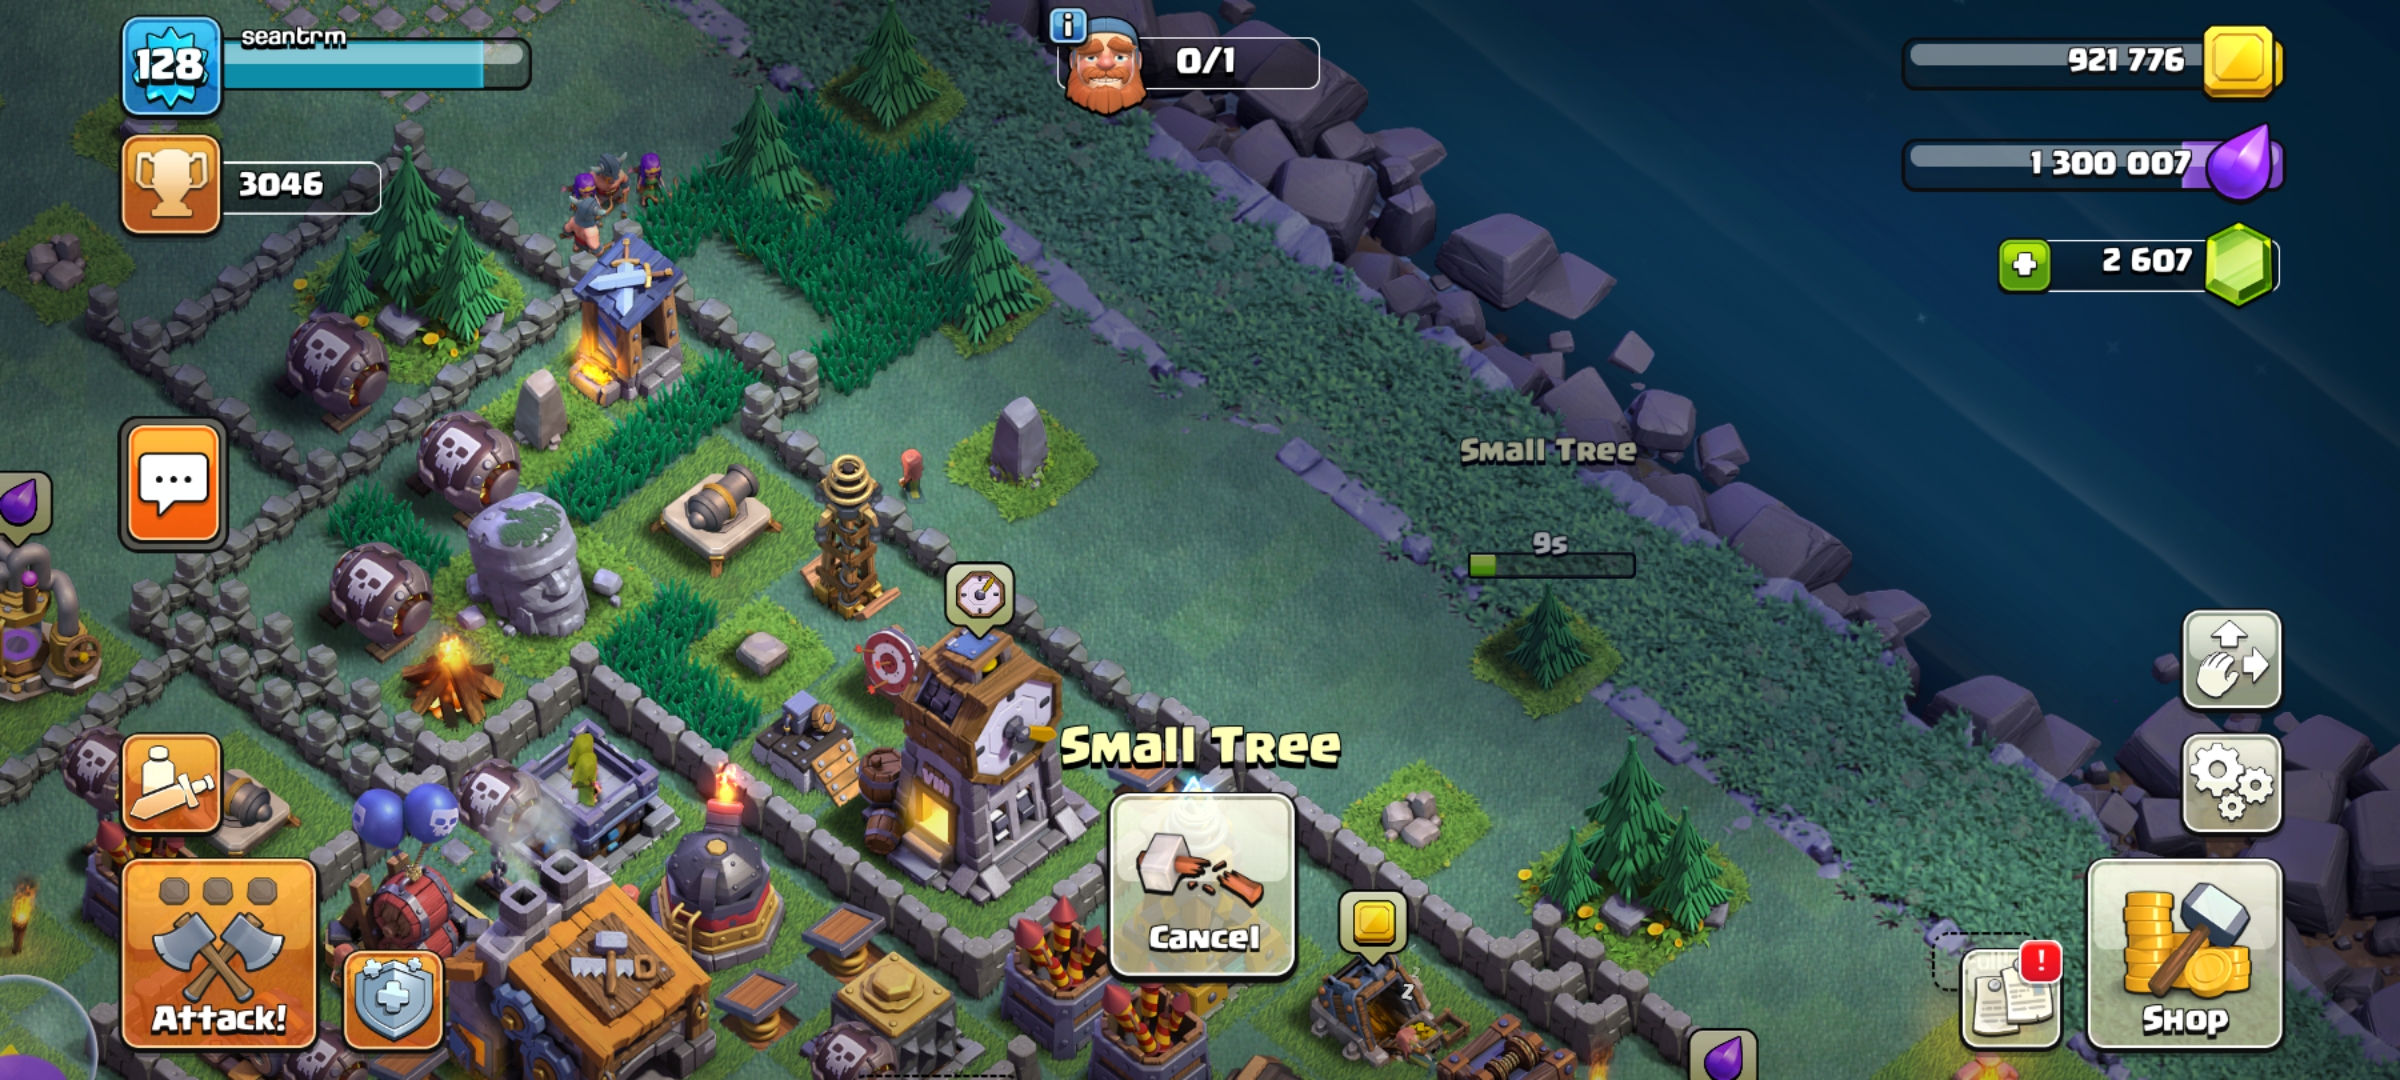 128
seantrm
0/1
921 776
3046
1 300 007
2 607
Small Tree
9s
Small Tree
Cancel
Attack!
!
Shop